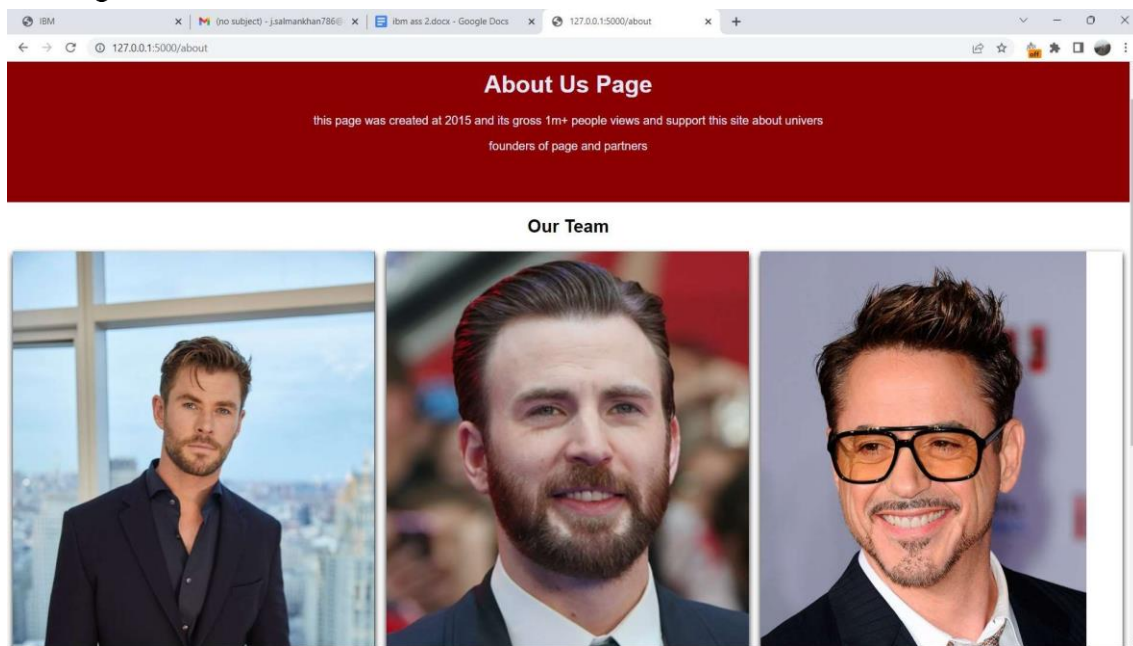 IBM
(no subject) - j.salmankhan786@
ibm ass 2.docx - Google Docs
127.0.0.1:5000/about
127.0.0.1:5000/about
off
About Us Page
this page was created at 2015 and its gross 1m+ people views and support this site about univers
founders of page and partners
Our Team